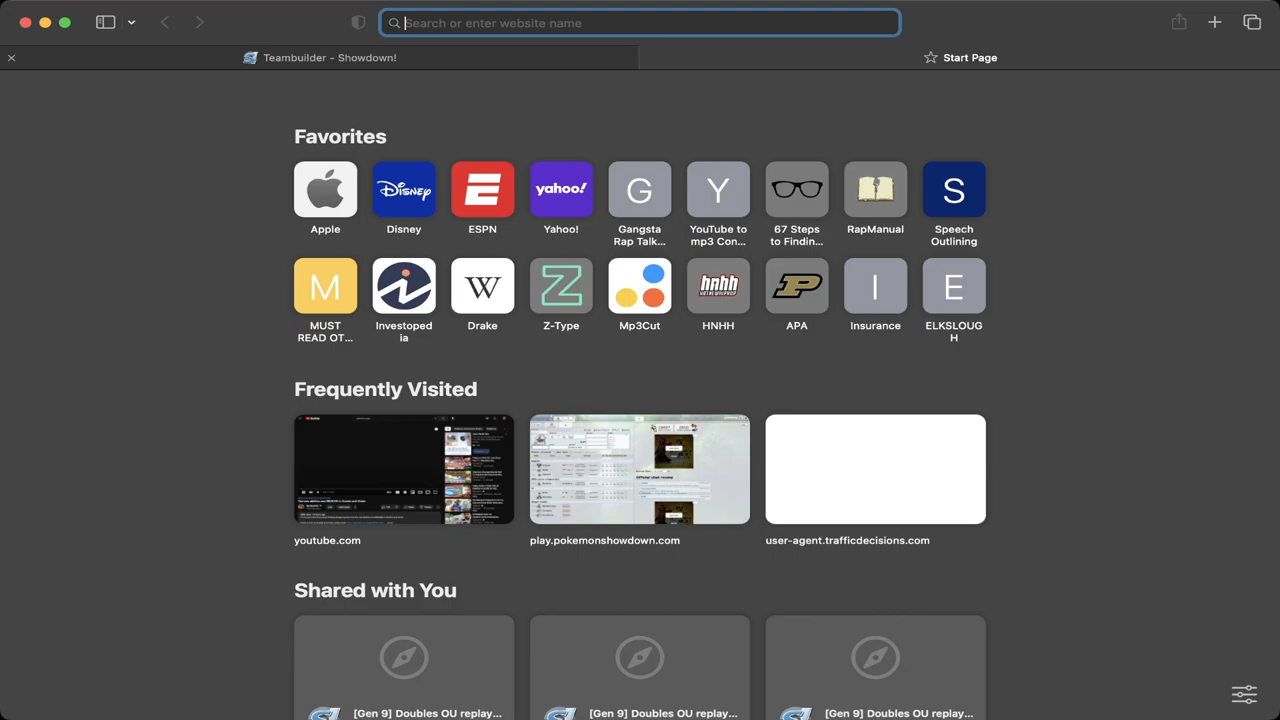 Search or enter website name
Teambuilder - Showdown!
Start Page
Favorites
Disney
E
yahoo!
G
Y
S
Apple
Disney
ESPN
Yahoo!
Gangsta
Rap Talk...
YouTube to
mp3 Con...
67 Steps
to Findin...
RapManual
Speech
Outlining
M
W
Z
hnhh
P
I
E
MUST
READ OT...
Investoped
ia
Drake
Z-Type
Mp3Cut
HNHH
APA
Insurance
ELKSLOUG
H
Frequently Visited
youtube.com
play.pokemonshowdown.com
user-agent.trafficdecisions.com
Shared with You
[Gen 9] Doubles OU replay...
[Gen 9] Doubles OU replay...
[Gen 9] Doubles OU replay...